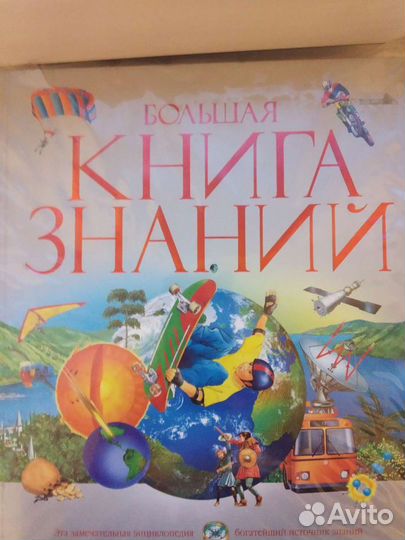 БОЛЬШАЯ
КНИГА
ЗНАНИЙ
ЭТА ЗАМЕЧАТЕЛЬНАЯ ЭНЦИКЛОПЕДИЯ БОГАТЕЙШИЙ ИСТОЧНИК ЗНАНИЙ
Avito